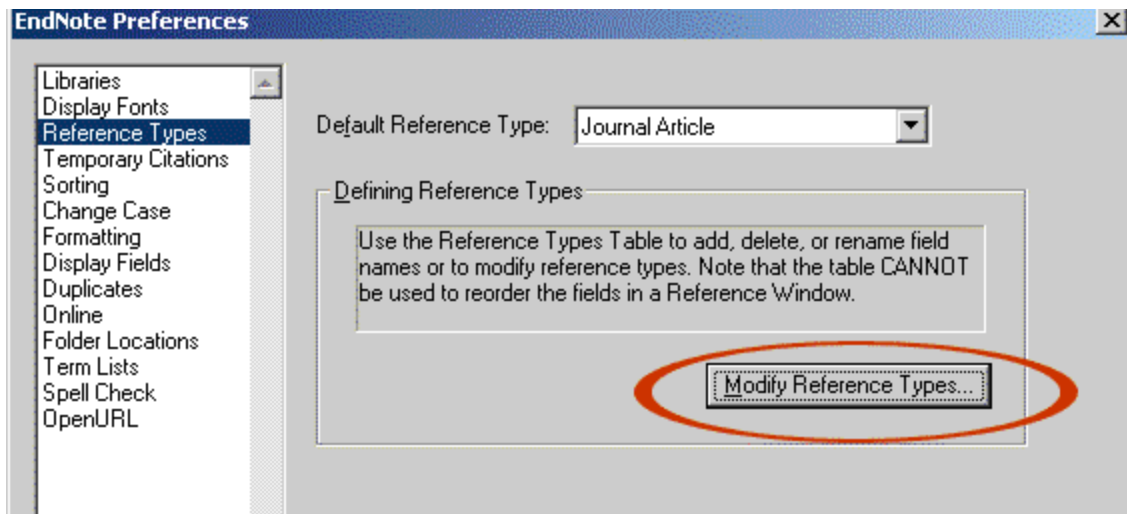 EndNote Preferences
Libraries
Display Fonts
Reference Types
Temporary Citations
Sorting
Change Case
Formatting
Display Fields
Duplicates
Online
Folder Locations
Term Lists
Spell Check
OpenURL
Default Reference Type:
Journal Article
Defining Reference Types
Use the Reference Types Table to add, delete, or rename field
names or to modify reference types. Note that the table CANNOT
be used to reorder the fields in a Reference Window.
Modify Reference Types...